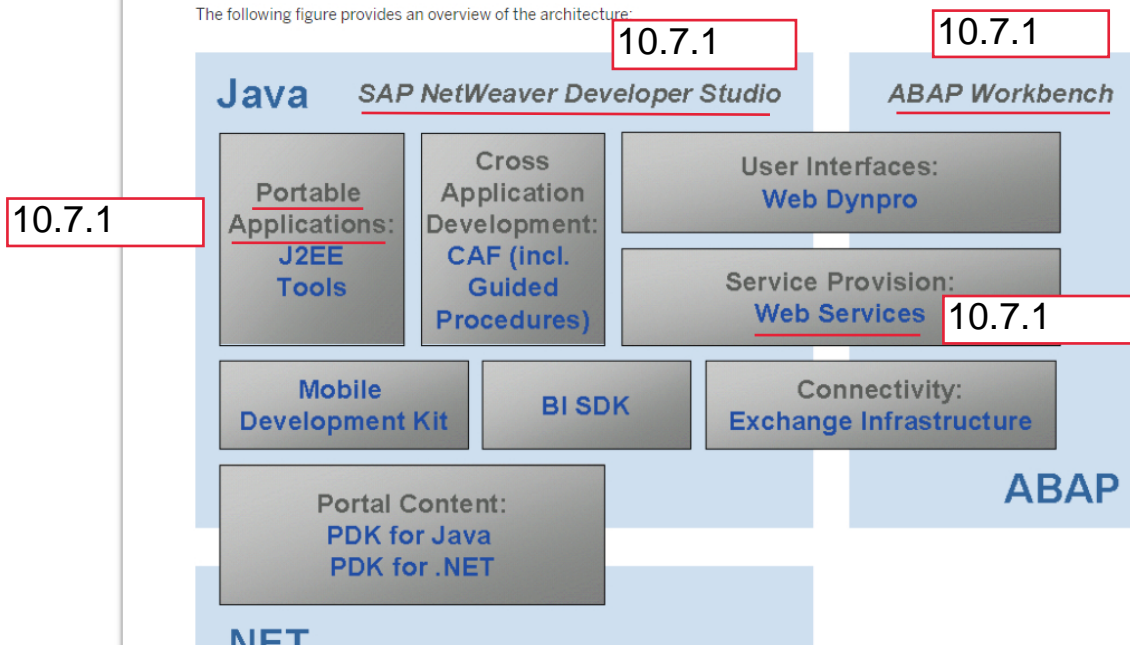 The following figure provides an overview of the architecture:
10.7.1
10.7.1
Java
SAP NetWeaver Developer Studio
ABAP Workbench
Portable
Applications:
J2EE
Tools
Cross
Application
Development:
CAF (incl.
Guided
Procedures)
User Interfaces:
Web Dynpro
10.7.1
Service Provision:
Web Services
10.7.1
Mobile
Development Kit
BI SDK
Connectivity:
Exchange Infrastructure
ABAP
Portal Content:
PDK for Java
PDK for .NET
NET